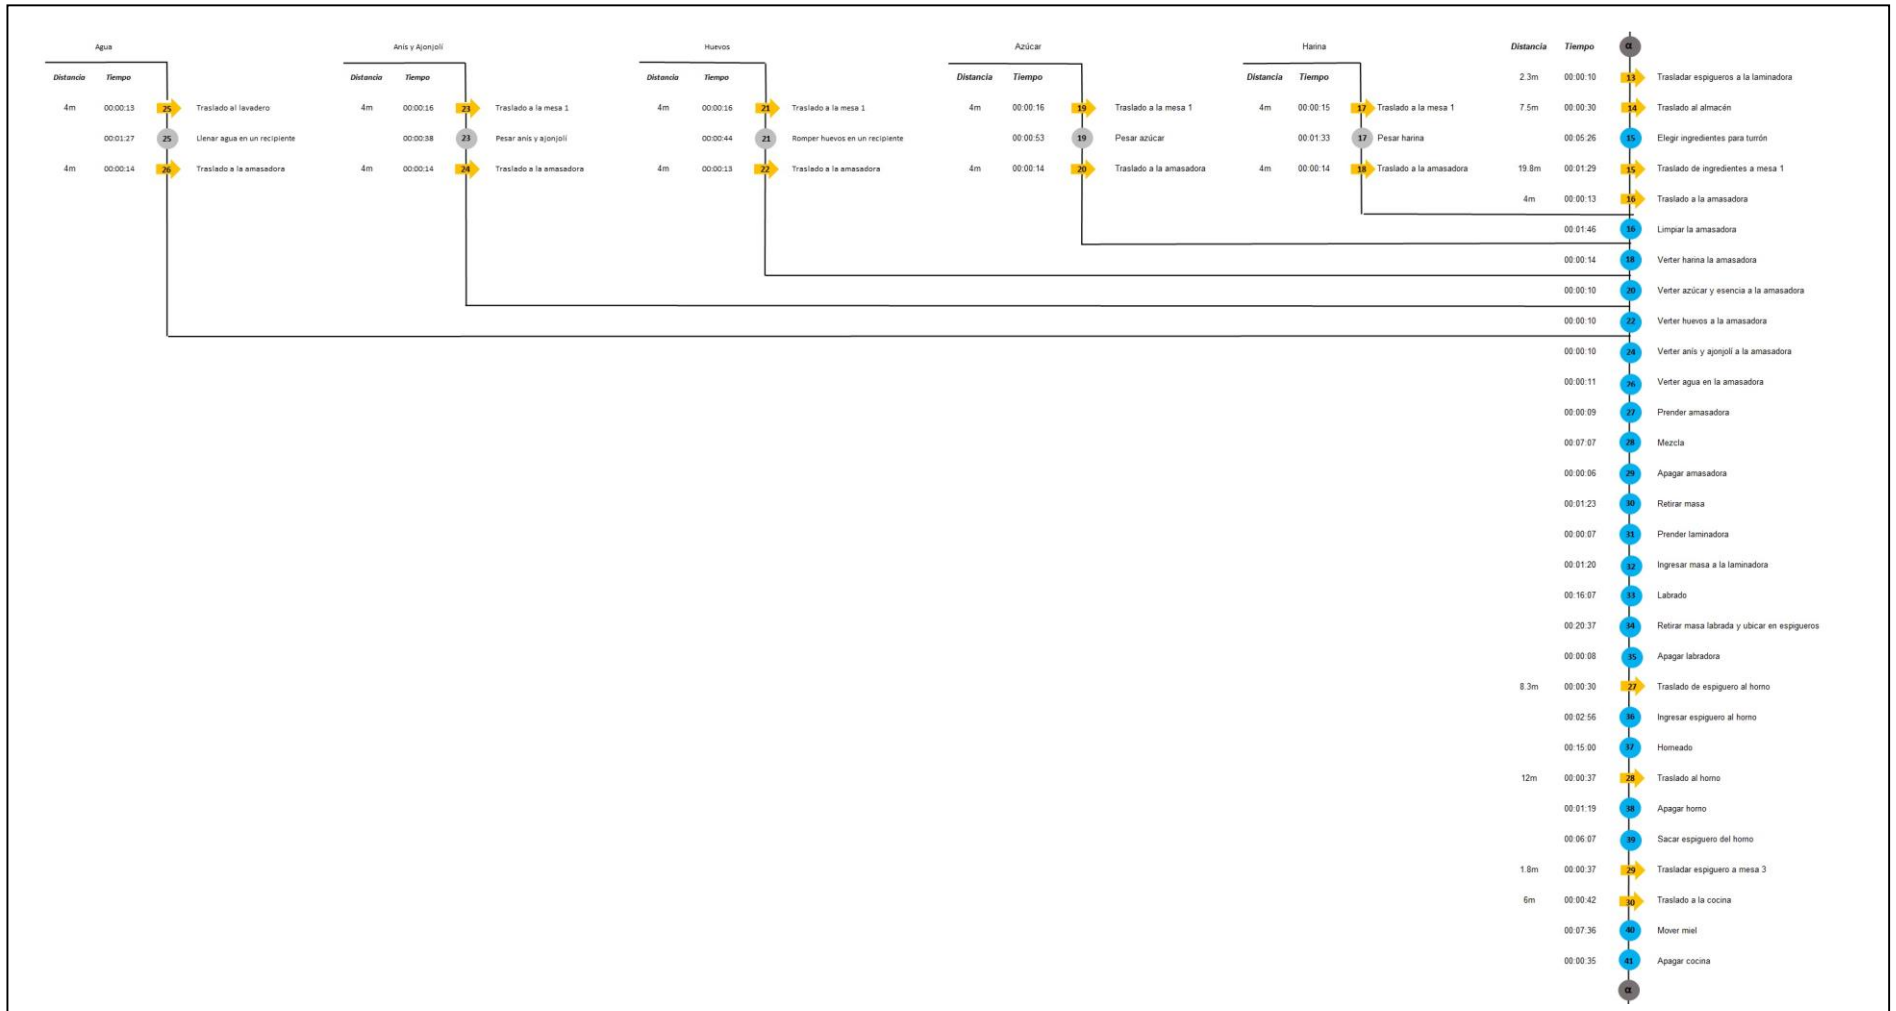 Agua
Distancia Tiempo
4m 00:00:13 25 Traslado al lavadero
00:01:27 25 Llenar agua en un recipiente
4m 00:00:14 26 Traslado a la amasadora
Anís y Ajonjolí
Distancia Tiempo
4m 00:00:16 23 Traslado a la mesa 1
00:00:38 23 Pesar anís y ajonjolí
4m 00:00:14 24 Traslado a la amasadora
Huevos
Distancia Tiempo
4m 00:00:16 21 Traslado a la mesa 1
00:00:44 21 Romper huevos en un recipiente
4m 00:00:13 22 Traslado a la amasadora
Azúcar
Distancia Tiempo
4m 00:00:16 19 Traslado a la mesa 1
00:00:53 19 Pesar azúcar
4m 00:00:14 20 Traslado a la amasadora
Harina
Distancia Tiempo
4m 00:00:15 17 Traslado a la mesa 1
00:01:33 17 Pesar harina
4m 00:00:14 18 Traslado a la amasadora
Distancia Tiempo α
2.3m 00:00:10 13 Trasladar espigueros a la laminadora
7.5m 00:00:30 14 Traslado al almacén
00:05:26 15 Elegir ingredientes para turrón
19.8m 00:01:29 15 Traslado de ingredientes a mesa 1
4m 00:00:13 16 Traslado a la amasadora
00:01:46 16 Limpiar la amasadora
00:00:14 18 Verter harina la amasadora
00:00:10 20 Verter azúcar y esencia a la amasadora
00:00:10 22 Verter huevos a la amasadora
00:00:10 24 Verter anís y ajonjolí a la amasadora
00:00:11 26 Verter agua en la amasadora
00:00:09 27 Prender amasadora
00:07:07 28 Mezcla
00:00:06 29 Apagar amasadora
00:01:23 30 Retirar masa
00:00:07 31 Prender laminadora
00:01:20 32 Ingresar masa a la laminadora
00:16:07 33 Labrado
00:20:37 34 Retirar masa labrada y ubicar en espigueros
00:00:08 35 Apagar labradora
8.3m 00:00:30 27 Traslado de espiguero al horno
00:02:56 36 Ingresar espiguero al horno
00:15:00 37 Horneado
12m 00:00:37 28 Traslado al horno
00:01:19 38 Apagar horno
00:06:07 39 Sacar espiguero del horno
1.8m 00:00:37 29 Trasladar espiguero a mesa 3
6m 00:00:42 30 Traslado a la cocina
00:07:36 40 Mover miel
00:00:35 41 Apagar cocina
α